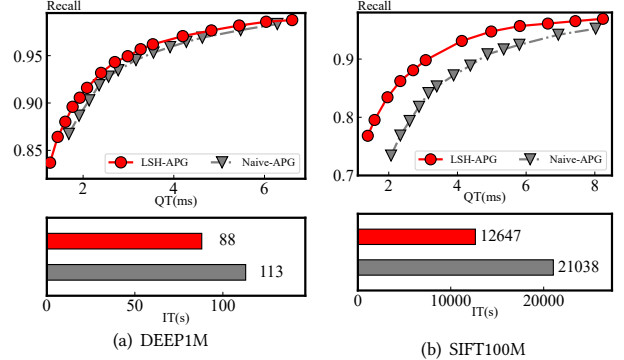 Recall
0.95
0.90
0.85
LSH-APG
Naive-APG
2
4
6
QT(ms)
88
113
0
50
100
IT(s)
(a) DEEP1M
Recall
0.9
0.8
0.7
LSH-APG
Naive-APG
2
4
6
8
QT(ms)
12647
21038
0
10000
20000
IT(s)
(b) SIFT100M